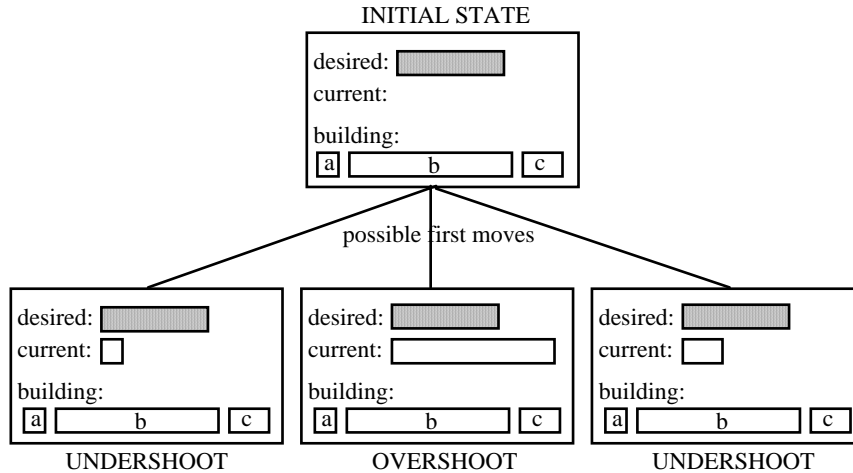 INITIAL STATE
desired:
current:
building:
a b c
possible first moves
desired:
current:
building:
a b c
UNDERSHOOT
desired:
current:
building:
a b c
OVERSHOOT
desired:
current:
building:
a b c
UNDERSHOOT